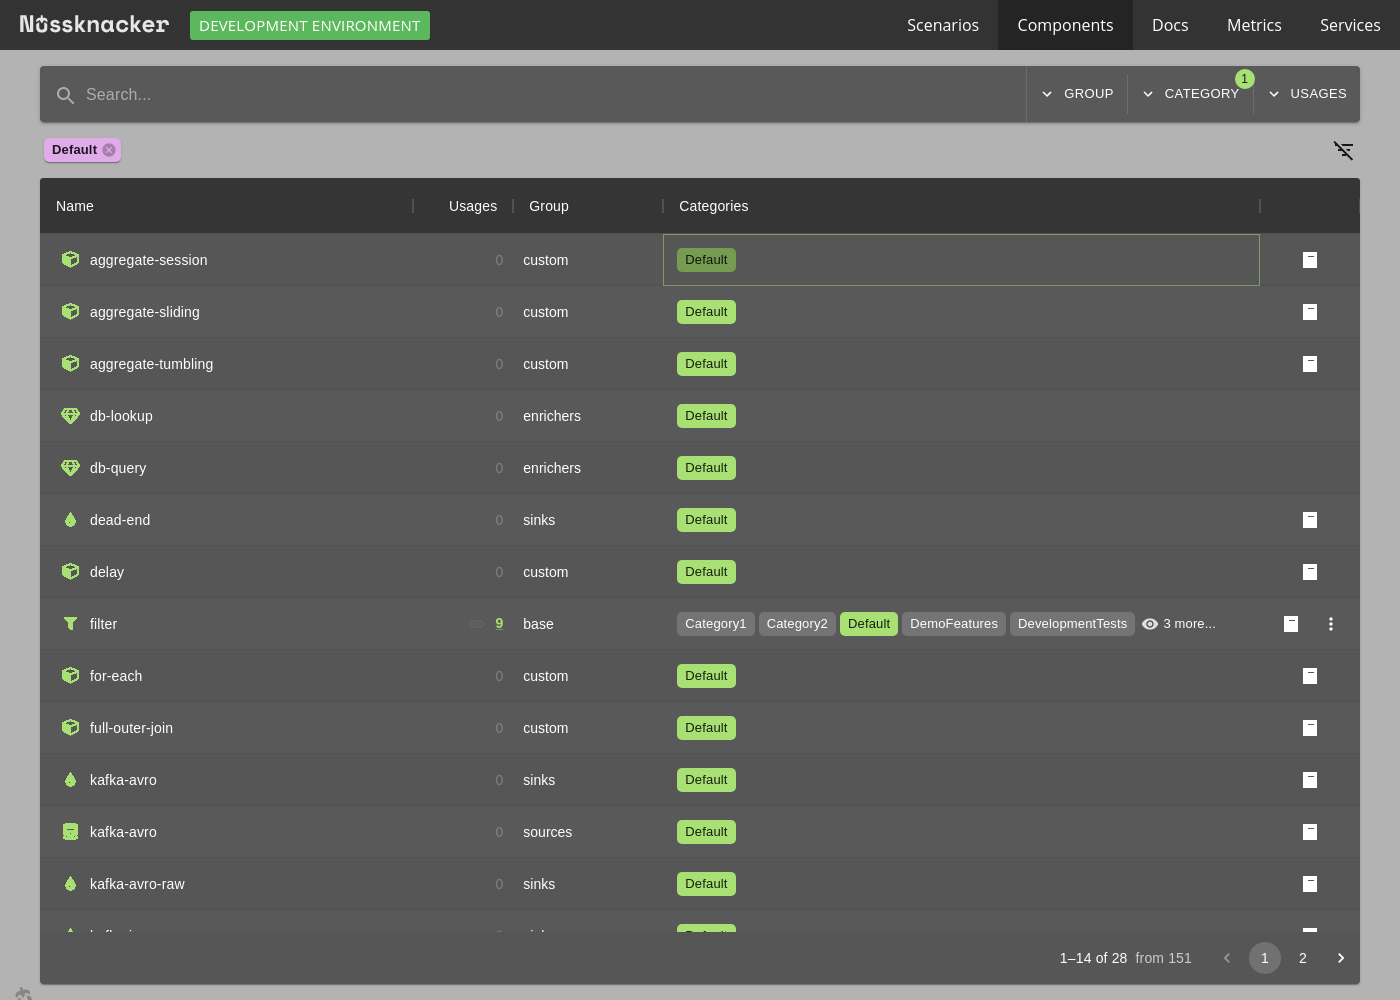 Nussknacker DEVELOPMENT ENVIRONMENT Scenarios Components Docs Metrics Services
Search... GROUP CATEGORY 1 USAGES
Default
Name Usages Group Categories
aggregate-session 0 custom Default
aggregate-sliding 0 custom Default
aggregate-tumbling 0 custom Default
db-lookup 0 enrichers Default
db-query 0 enrichers Default
dead-end 0 sinks Default
delay 0 custom Default
filter 9 base Category1 Category2 Default DemoFeatures DevelopmentTests 3 more...
for-each 0 custom Default
full-outer-join 0 custom Default
kafka-avro 0 sinks Default
kafka-avro 0 sources Default
kafka-avro-raw 0 sinks Default
1–14 of 28 from 151 1 2